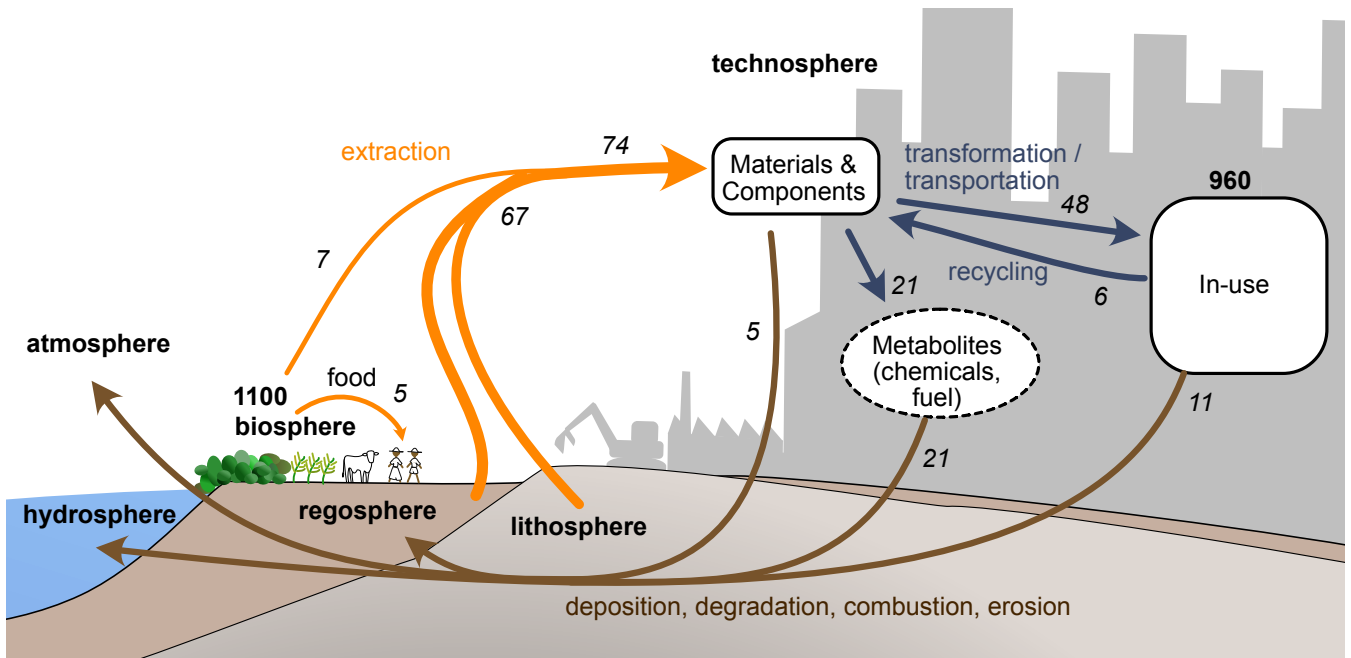 technosphere
extraction
74
Materials &
Components
transformation /
transportation
960
67
48
7
recycling
6
In-use
21
5
atmosphere
Metabolites
(chemicals,
fuel)
food
5
1100
biosphere
11
21
hydrosphere
regosphere
lithosphere
deposition, degradation, combustion, erosion